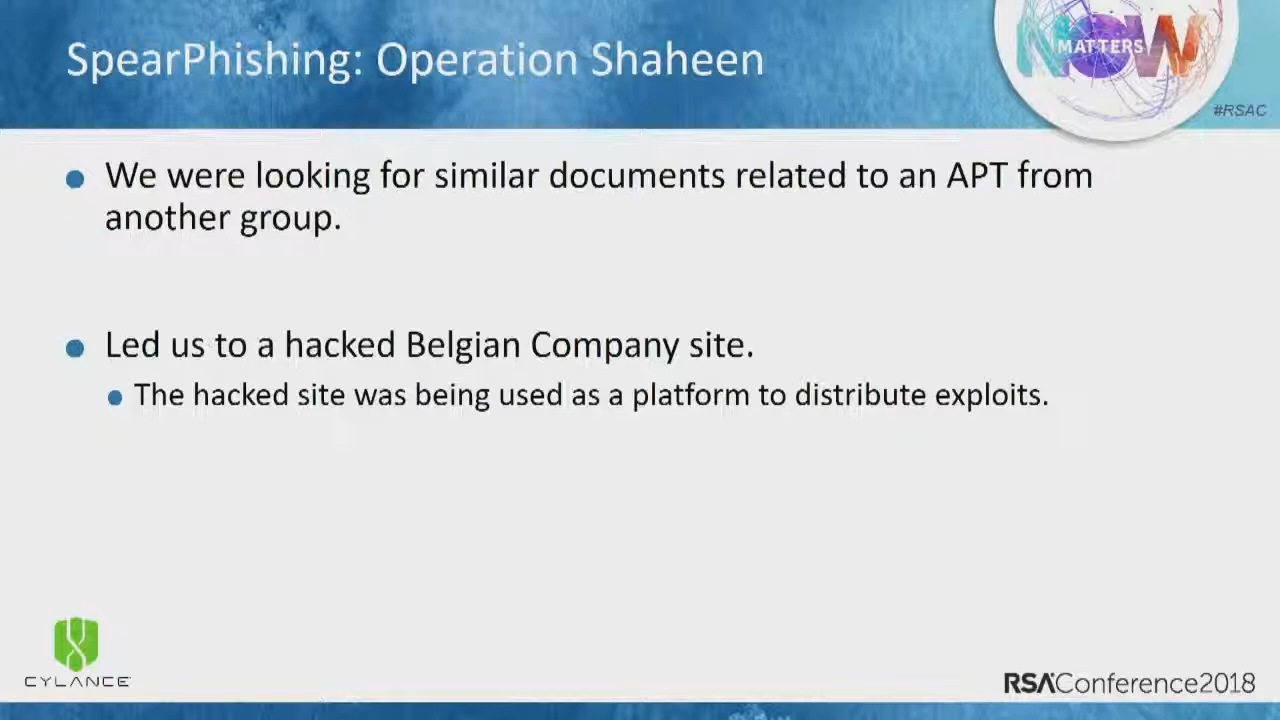 SpearPhishing: Operation Shaheen
NOW
MATTERS
#RSAC
We were looking for similar documents related to an APT from
another group.
Led us to a hacked Belgian Company site.
The hacked site was being used as a platform to distribute exploits.
CYLANCE
RSAConference2018